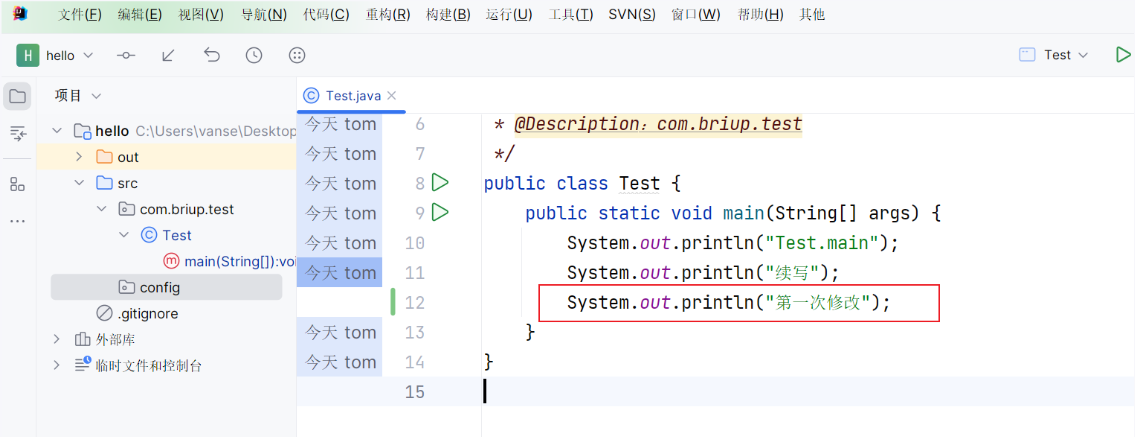 文件(F) 编辑(E) 视图(V) 导航(N) 代码(C) 重构(R) 构建(B) 运行(U) 工具(T) SVN(S) 窗口(W) 帮助(H) 其他
H hello Test
项目
Test.java
hello C:\Users\vanse\Desktop
out
src
com.briup.test
Test
main(String[]):voi
config
.gitignore
外部库
临时文件和控制台
今天 tom 6 * @Description: com.briup.test
今天 tom 7 */
今天 tom 8 public class Test {
今天 tom 9 public static void main(String[] args) {
今天 tom 10 System.out.println("Test.main");
今天 tom 11 System.out.println("续写");
12 System.out.println("第一次修改");
今天 tom 13 }
今天 tom 14 }
15